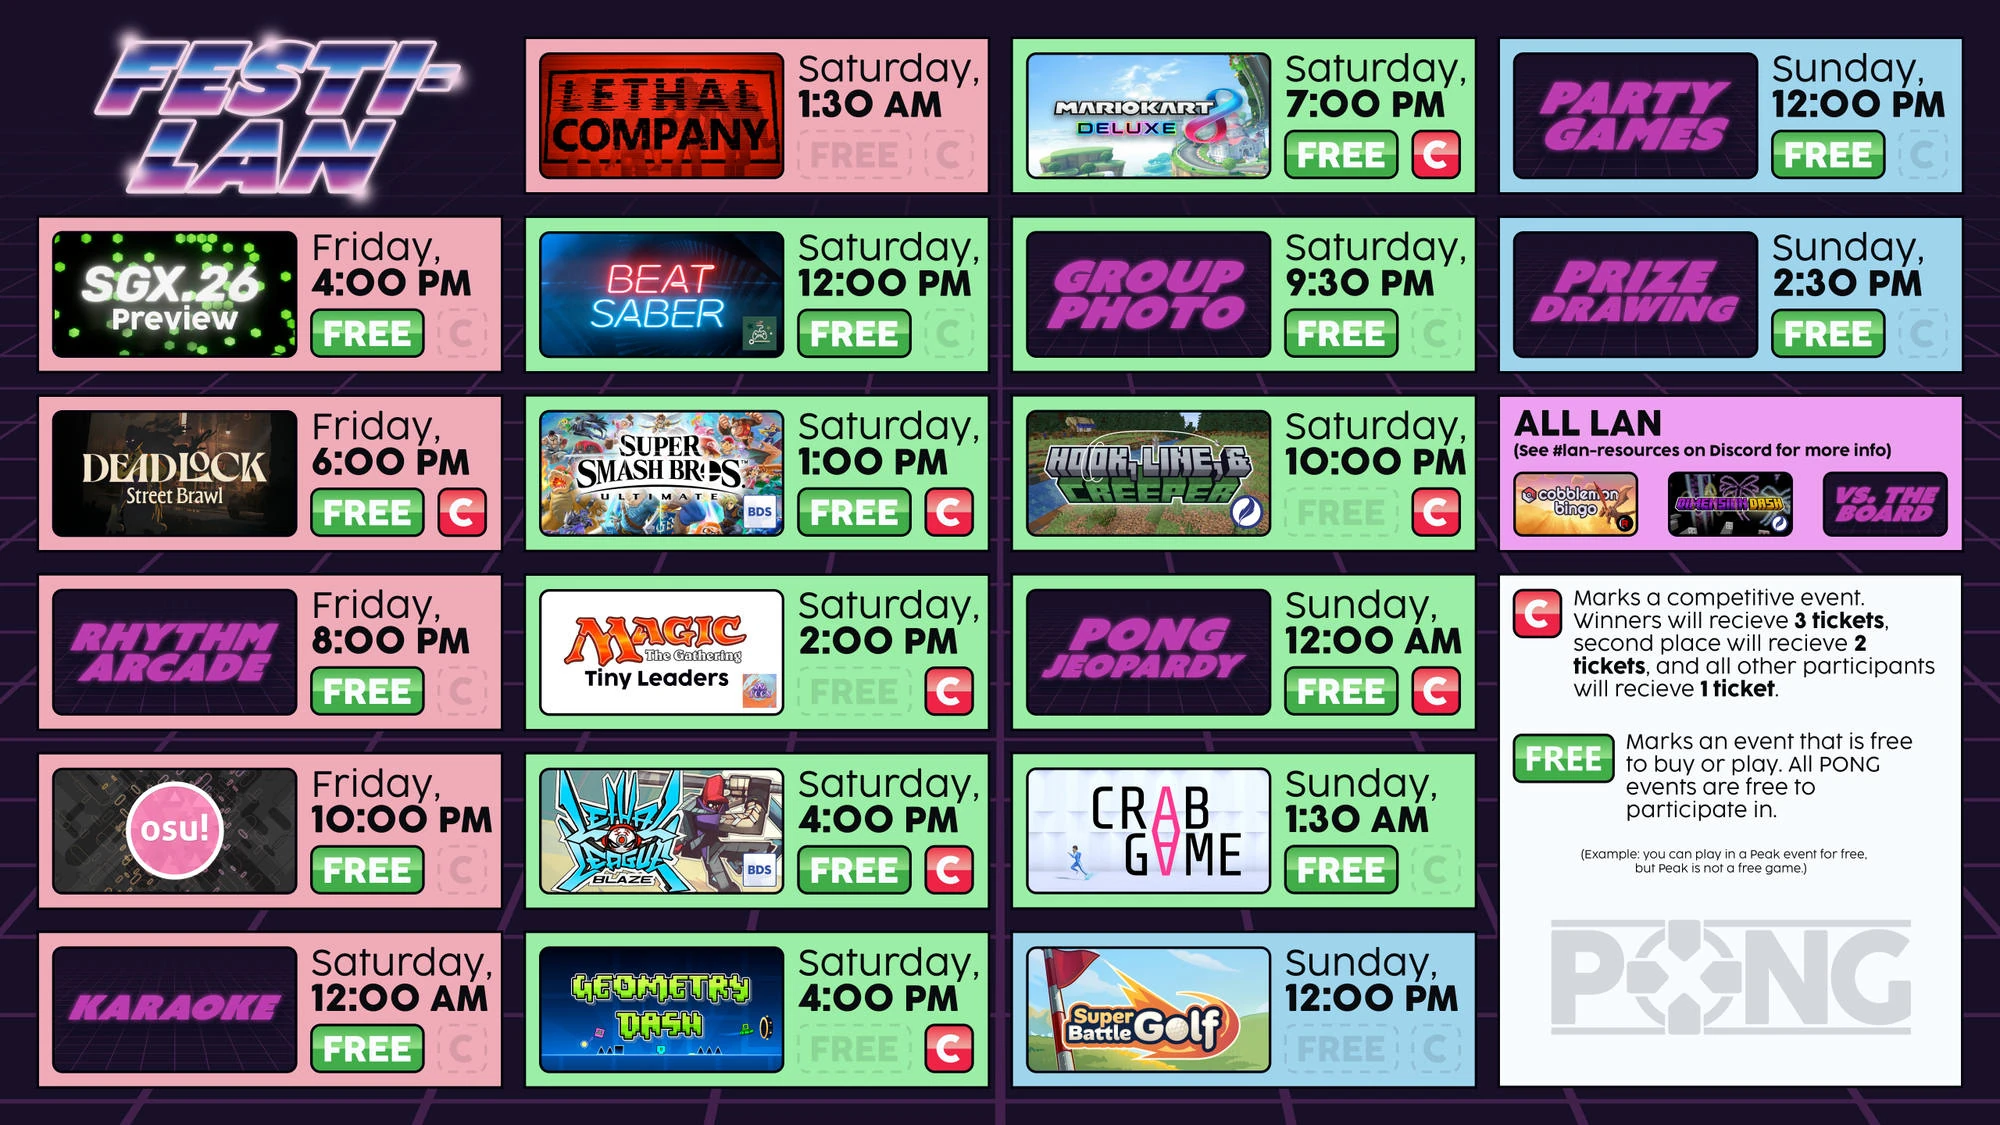 FESTI-
LAN
SGX.26
Preview
Friday,
4:00 PM
FREE
C
DEADLOCK
Street Brawl
Friday,
6:00 PM
FREE
C
RHYTHM
ARCADE
Friday,
8:00 PM
FREE
C
osu!
Friday,
10:00 PM
FREE
C
KARAOKE
Saturday,
12:00 AM
FREE
C
LETHAL
COMPANY
Saturday,
1:30 AM
FREE
C
BEAT
SABER
Saturday,
12:00 PM
FREE
C
SUPER
SMASH BROS.
ULTIMATE
BDS
Saturday,
1:00 PM
FREE
C
MAGIC
The Gathering
Tiny Leaders
Saturday,
2:00 PM
FREE
C
LETHAL
LEAGUE
BLAZE
BDS
Saturday,
4:00 PM
FREE
C
GEOMETRY
DASH
Saturday,
4:00 PM
FREE
C
MARIOKART 8
DELUXE
Saturday,
7:00 PM
FREE
C
GROUP
PHOTO
Saturday,
9:30 PM
FREE
C
HOOK, LINE, &
CREEPER
Saturday,
10:00 PM
FREE
C
PONG
JEOPARDY
Sunday,
12:00 AM
FREE
C
CRAB
GAME
Sunday,
1:30 AM
FREE
C
Super
Battle Golf
Sunday,
12:00 PM
FREE
C
PARTY
GAMES
Sunday,
12:00 PM
FREE
C
PRIZE
DRAWING
Sunday,
2:30 PM
FREE
C
ALL LAN
(See #lan-resources on Discord for more info)
cobblemon
bingo
DIMENSION DASH
VS. THE
BOARD
C
Marks a competitive event.
Winners will recieve 3 tickets,
second place will recieve 2
tickets, and all other participants
will recieve 1 ticket.
FREE
Marks an event that is free
to buy or play. All PONG
events are free to
participate in.
(Example: you can play in a Peak event for free,
but Peak is not a free game.)
PONG